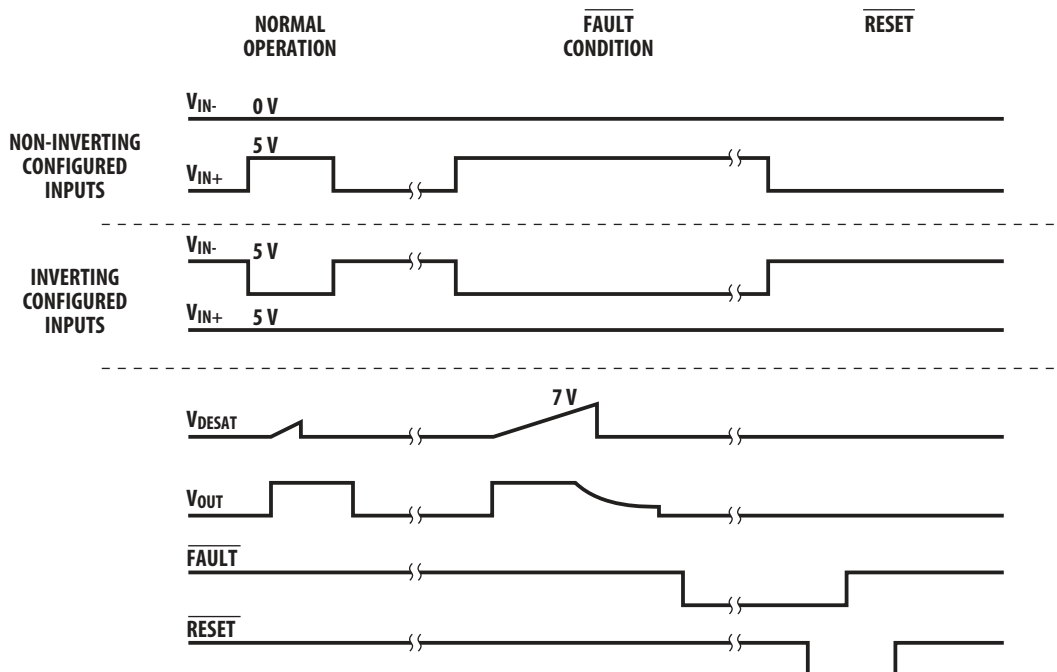 NORMAL
OPERATION
FAULT
CONDITION
RESET
NON-INVERTING
CONFIGURED
INPUTS
VIN- 0 V
5 V
VIN+
INVERTING
CONFIGURED
INPUTS
VIN- 5 V
VIN+ 5 V
7 V
VDESAT
VOUT
FAULT
RESET